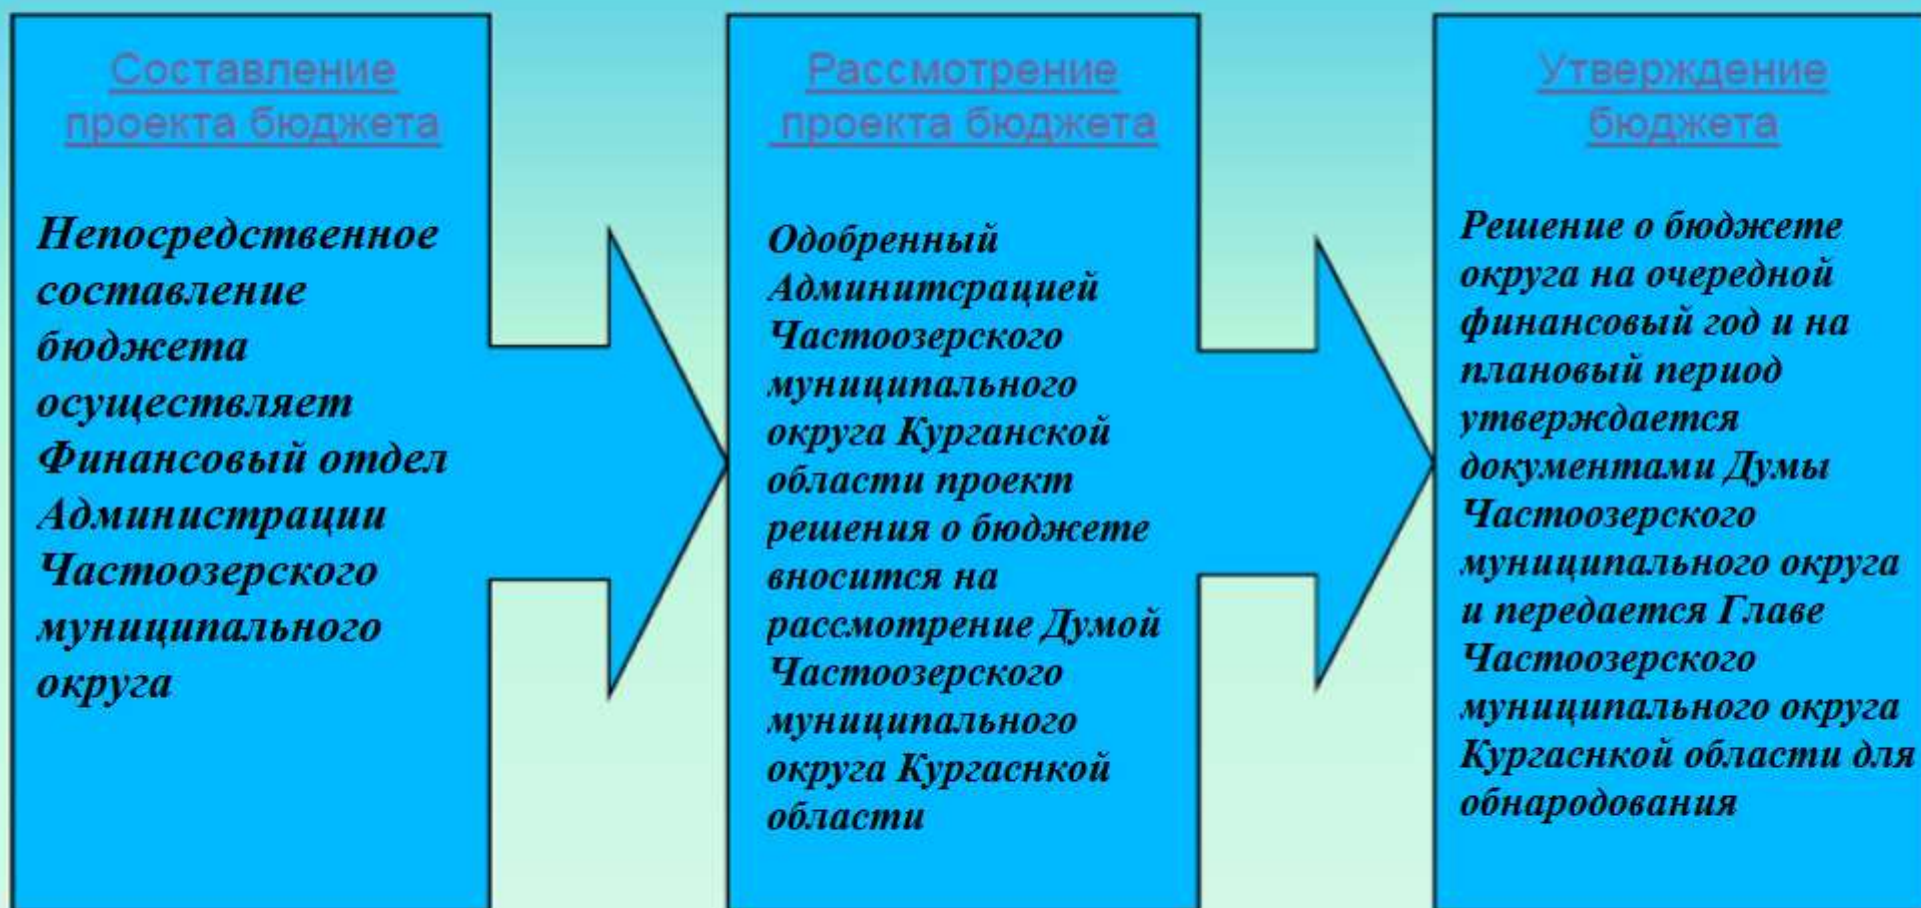 Составление
проекта бюджета
Непосредственное
составление
бюджета
осуществляет
Финансовый отдел
Администрации
Частоозерского
муниципального
округа
Рассмотрение
проекта бюджета
Одобренный
Админитсрацией
Частоозерского
муниципального
округа Курганской
области проект
решения о бюджете
вносится на
рассмотрение Думой
Частоозерского
муниципального
округа Кургаснкой
области
Утверждение
бюджета
Решение о бюджете
округа на очередной
финансовый год и на
плановый период
утверждается
документами Думы
Частоозерского
муниципального округа
и передается Главе
Частоозерского
муниципального округа
Кургаснкой области для
обнародования